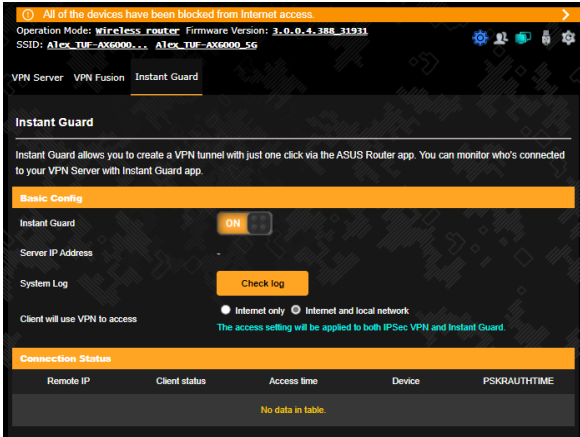 All of the devices have been blocked from Internet access.
Operation Mode: Wireless router Firmware Version: 3.0.0.4.388_31931
SSID: Alex_TUF-AX6000... Alex_TUF-AX6000_5G
VPN Server VPN Fusion Instant Guard
Instant Guard
Instant Guard allows you to create a VPN tunnel with just one click via the ASUS Router app. You can monitor who's connected
to your VPN Server with Instant Guard app.
Basic Config
Instant Guard ON
Server IP Address -
System Log Check log
Client will use VPN to access Internet only Internet and local network
The access setting will be applied to both IPSec VPN and Instant Guard.
Connection Status
Remote IP Client status Access time Device PSKRAUTHTIME
No data in table.